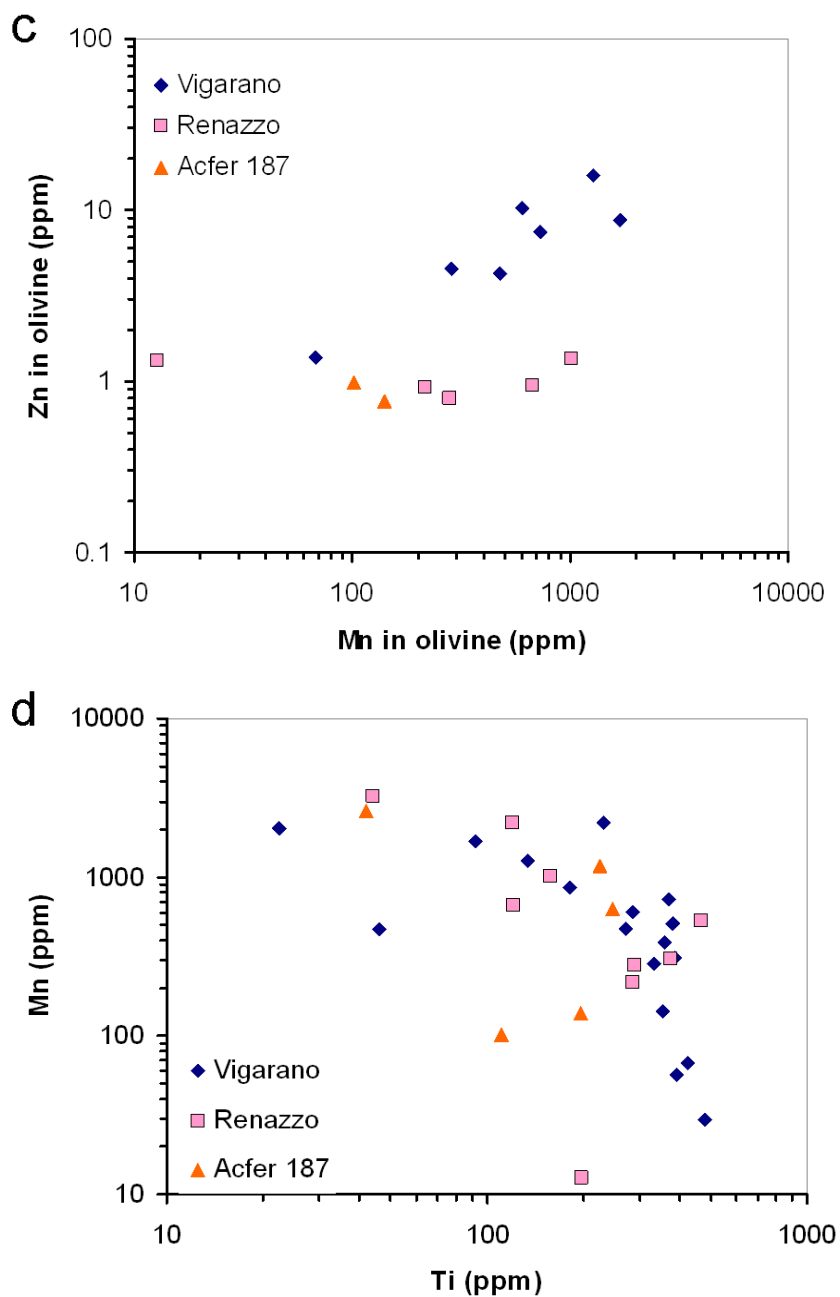 c
Zn in olivine (ppm)
100
10
1
0.1
Vigarano
Renazzo
Acfer 187
10 100 1000 10000
Mn in olivine (ppm)
d
Mn (ppm)
10000
1000
100
10
Vigarano
Renazzo
Acfer 187
10 100 1000
Ti (ppm)